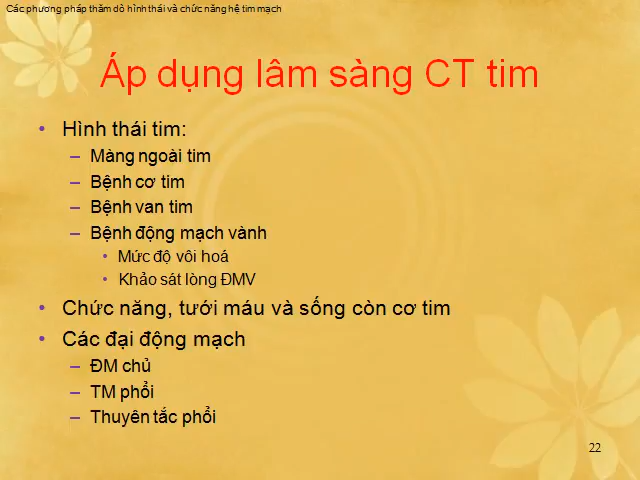 Các phương pháp thăm dò hình thái và chức năng hệ tim mạch
Áp dụng lâm sàng CT tim
• Hình thái tim:
– Màng ngoài tim
– Bệnh cơ tim
– Bệnh van tim
– Bệnh động mạch vành
• Mức độ vôi hoá
• Khảo sát lòng ĐMV
• Chức năng, tưới máu và sống còn cơ tim
• Các đại động mạch
– ĐM chủ
– TM phổi
– Thuyên tắc phổi
22